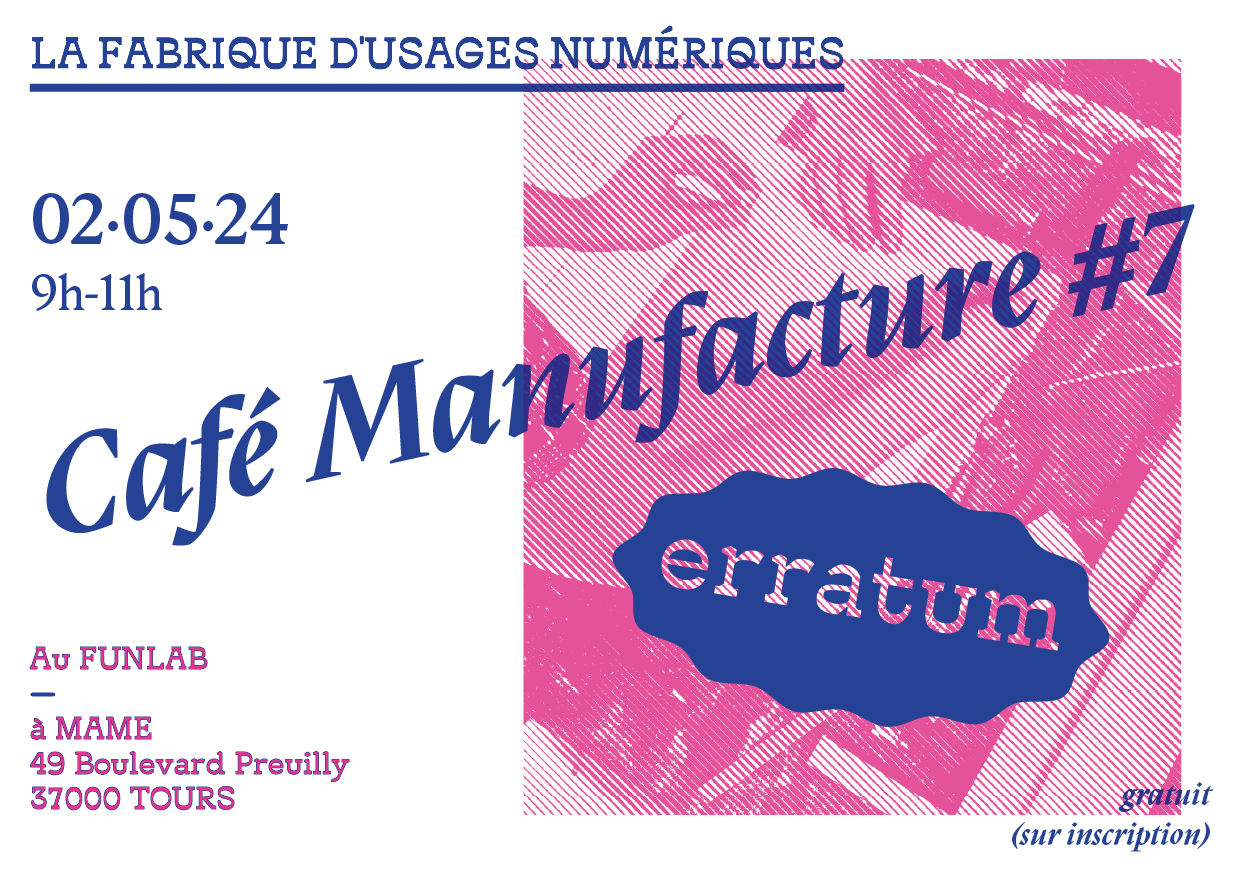 LA FABRIQUE D'USAGES NUMÉRIQUES
02·05·24
9h-11h
Café Manufacture #7
erratum
Au FUNLAB
—
à MAME
49 Boulevard Preuilly
37000 TOURS
gratuit
(sur inscription)